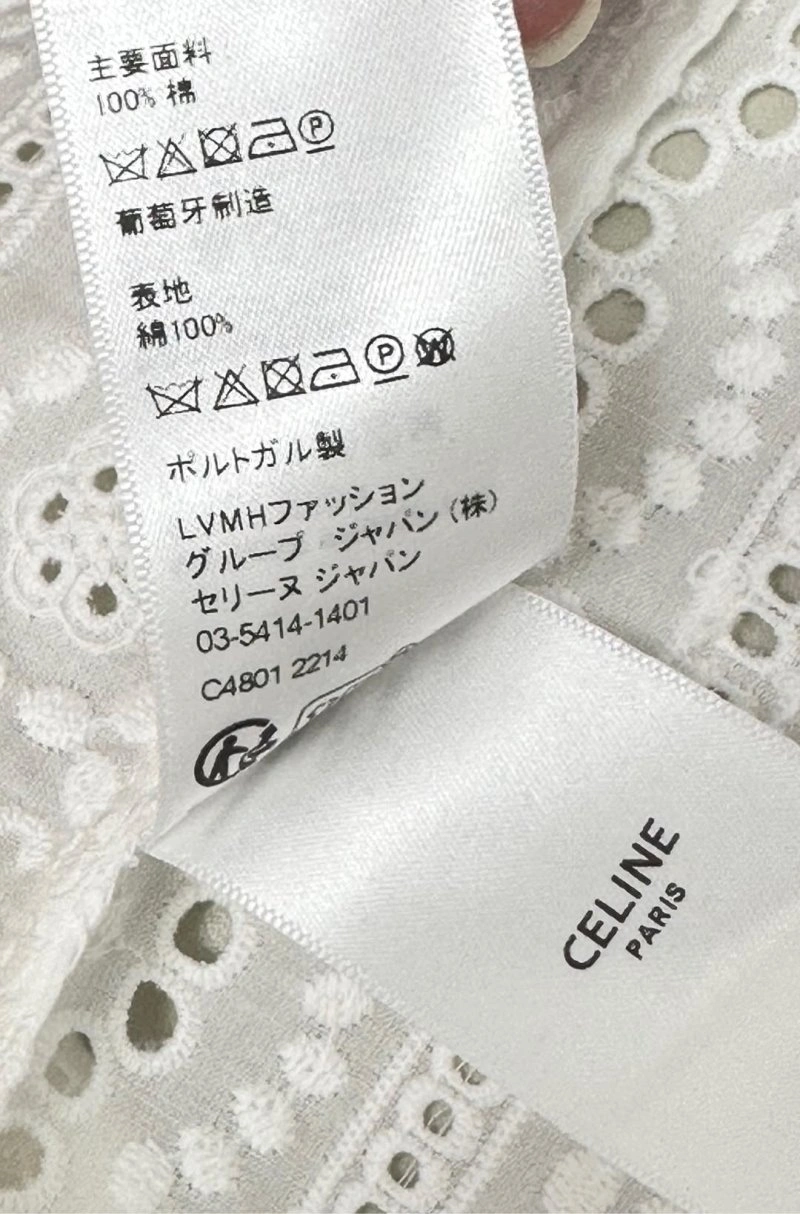 主要面料
100% 棉
P
葡萄牙制造
表地
綿100%
P W
ポルトガル製
LVMHファッション
グループ ジャパン(株)
セリーヌ ジャパン
03-5414-1401
C4801 2214
CELINE
PARIS